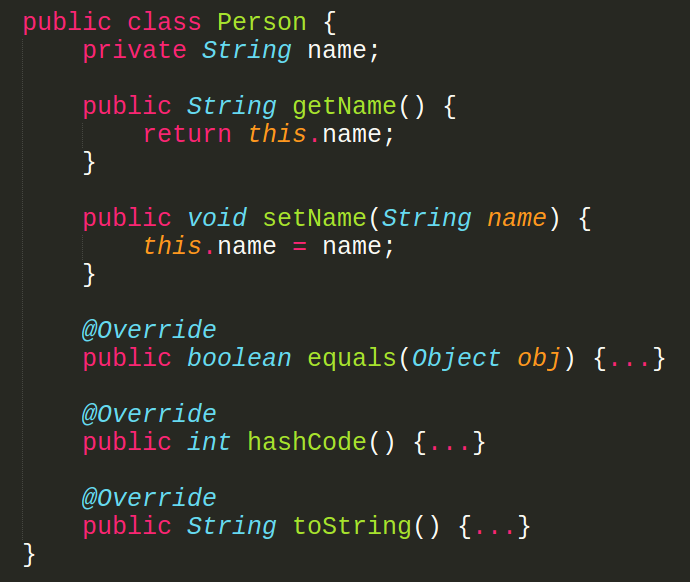 public class Person {
    private String name;

    public String getName() {
        return this.name;
    }

    public void setName(String name) {
        this.name = name;
    }

    @Override
    public boolean equals(Object obj) {...}

    @Override
    public int hashCode() {...}

    @Override
    public String toString() {...}
}